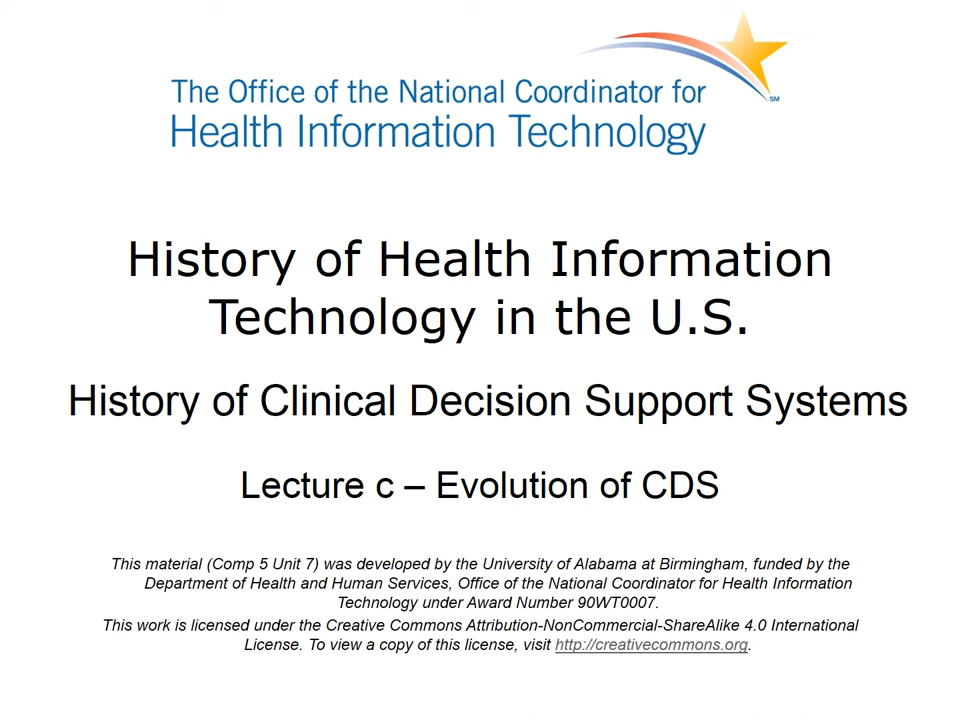 The Office of the National Coordinator for
Health Information Technology
SM
History of Health Information
Technology in the U.S.
History of Clinical Decision Support Systems
Lecture c – Evolution of CDS
This material (Comp 5 Unit 7) was developed by the University of Alabama at Birmingham, funded by the
Department of Health and Human Services, Office of the National Coordinator for Health Information
Technology under Award Number 90WT0007.
This work is licensed under the Creative Commons Attribution-NonCommercial-ShareAlike 4.0 International
License. To view a copy of this license, visit http://creativecommons.org.